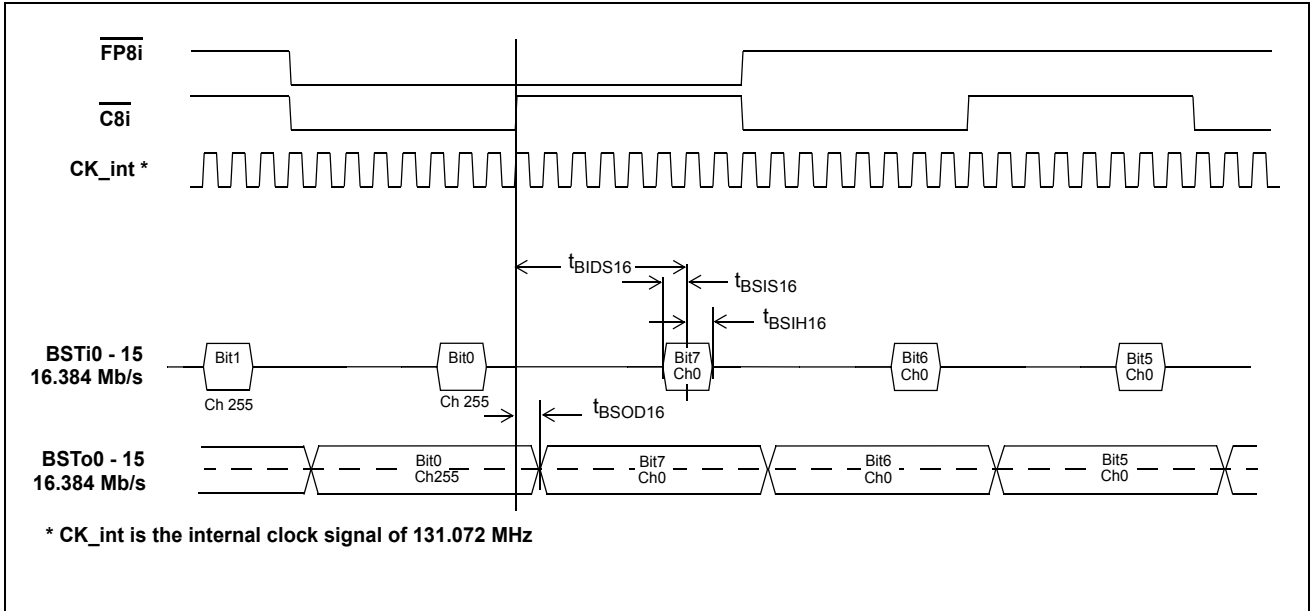 FP8i
C8i
CK_int *
tBIDS16
tBSIS16
tBSIH16
BSTi0 - 15
16.384 Mb/s
Bit1
Ch 255
Bit0
Ch 255
Bit7
Ch0
Bit6
Ch0
Bit5
Ch0
tBSOD16
BSTo0 - 15
16.384 Mb/s
Bit0
Ch255
Bit7
Ch0
Bit6
Ch0
Bit5
Ch0
* CK_int is the internal clock signal of 131.072 MHz